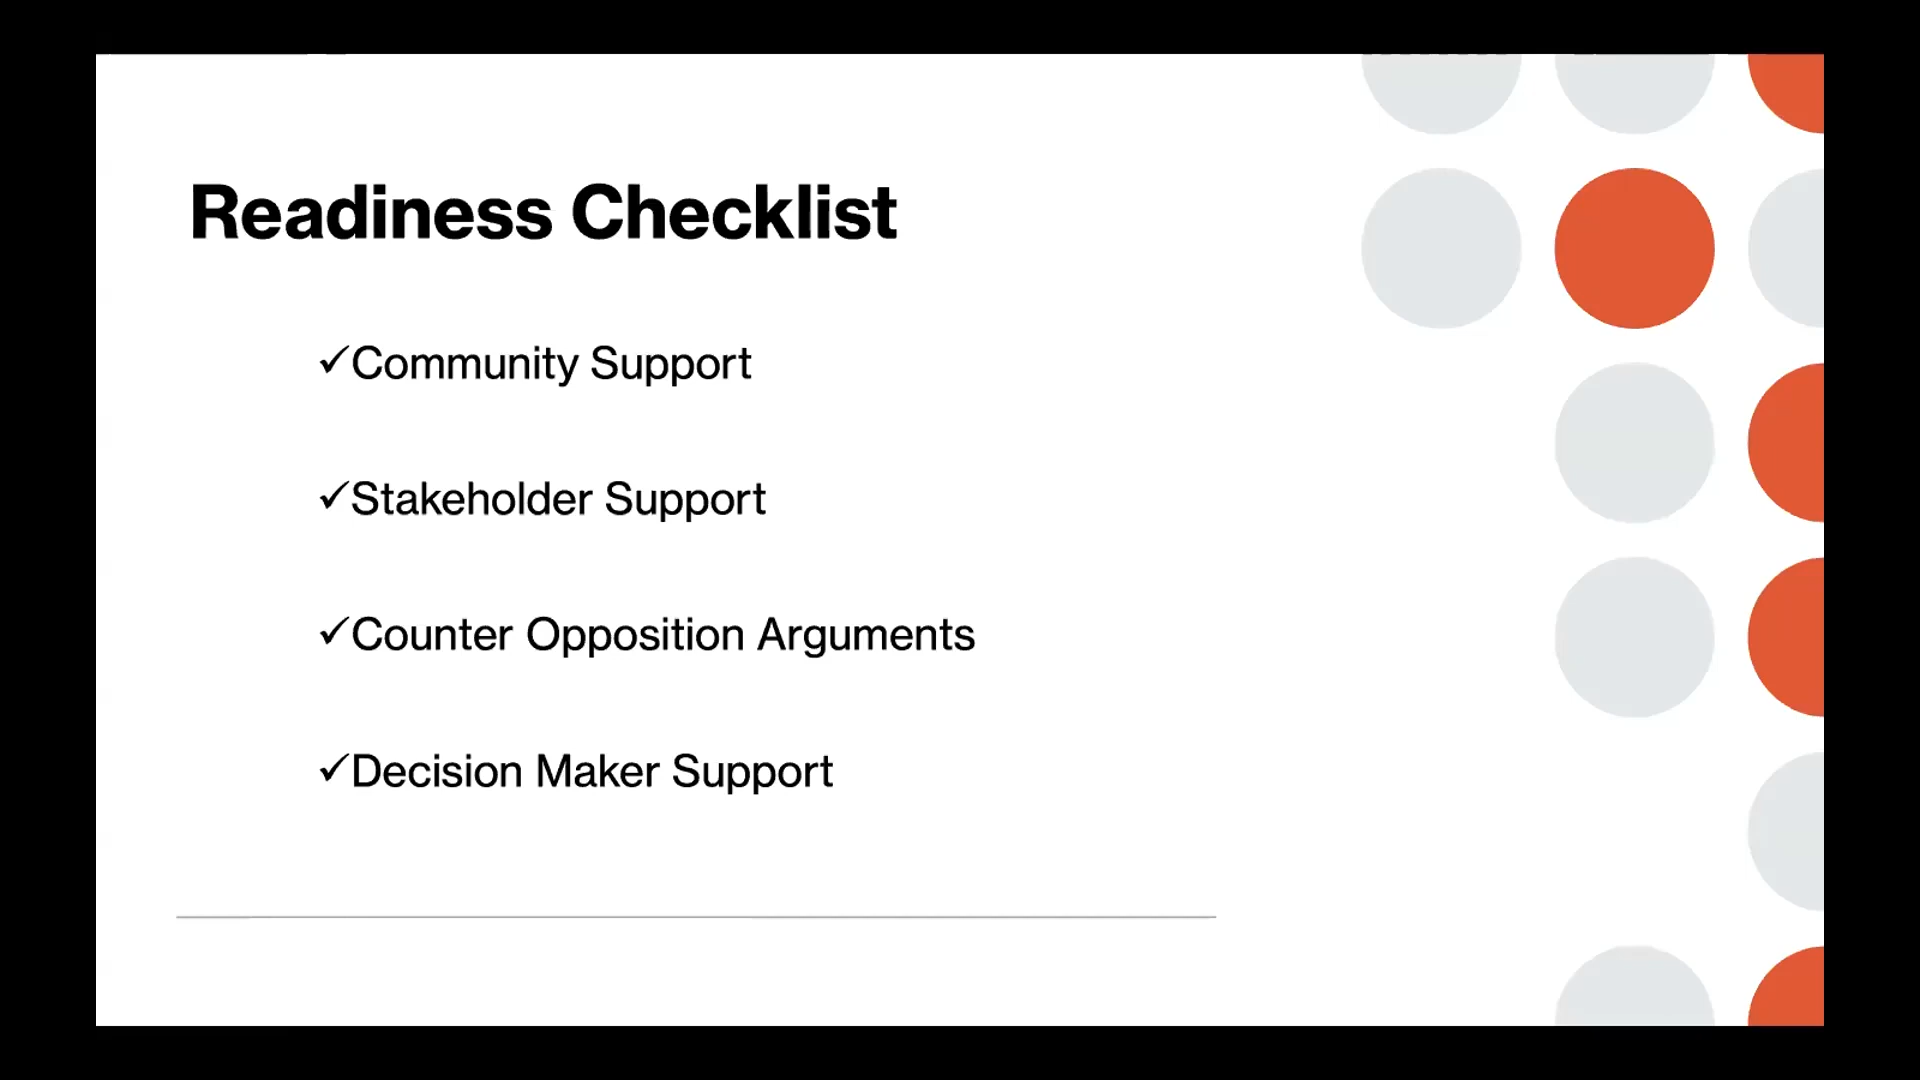 Readiness Checklist
✓Community Support
✓Stakeholder Support
✓Counter Opposition Arguments
✓Decision Maker Support